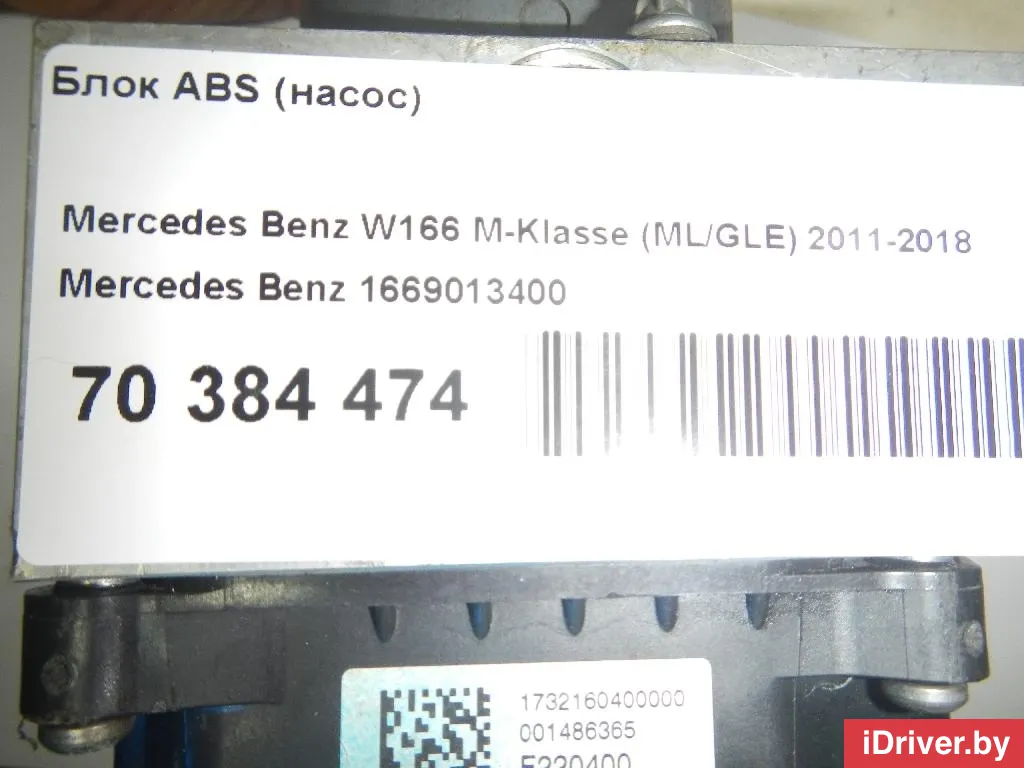 Блок ABS (насос)
Mercedes Benz W166 M-Klasse (ML/GLE) 2011-2018
Mercedes Benz 1669013400
70 384 474
1732160400000
001486365
E220400
iDriver.by